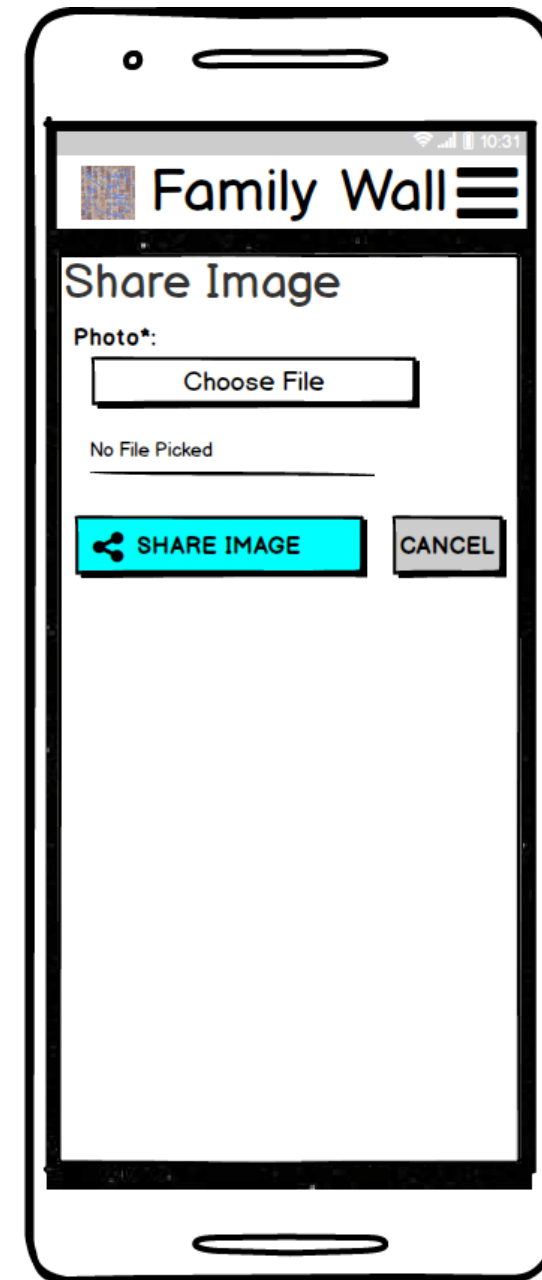 10:31
Family Wall
Share Image
Photo*:
Choose File
No File Picked
SHARE IMAGE
CANCEL